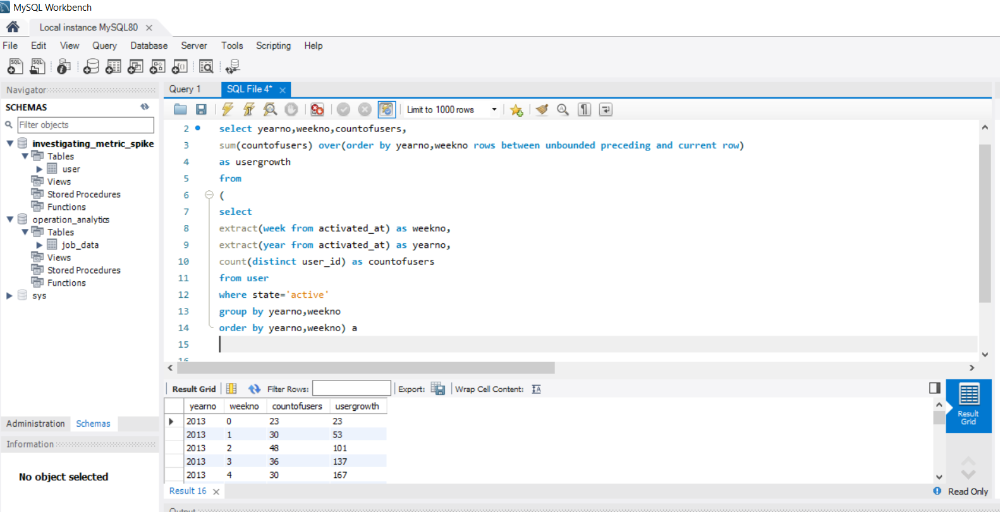 MySQL Workbench
Local instance MySQL80
File Edit View Query Database Server Tools Scripting Help
Navigator
SCHEMAS
Filter objects
investigating_metric_spike
Tables
user
Views
Stored Procedures
Functions
operation_analytics
Tables
job_data
Views
Stored Procedures
Functions
sys
Administration Schemas
Information
No object selected
Query 1 SQL File 4*
Limit to 1000 rows
2 select yearno,weekno,countofusers,
3 sum(countofusers) over(order by yearno,weekno rows between unbounded preceding and current row)
4 as usergrowth
5 from
6 (
7 select
8 extract(week from activated_at) as weekno,
9 extract(year from activated_at) as yearno,
10 count(distinct user_id) as countofusers
11 from user
12 where state='active'
13 group by yearno,weekno
14 order by yearno,weekno) a
15
16
Result Grid Filter Rows: Export: Wrap Cell Content:
yearno weekno countofusers usergrowth
2013 0 23 23
2013 1 30 53
2013 2 48 101
2013 3 36 137
2013 4 30 167
Result Grid
Result 16
Read Only
Output